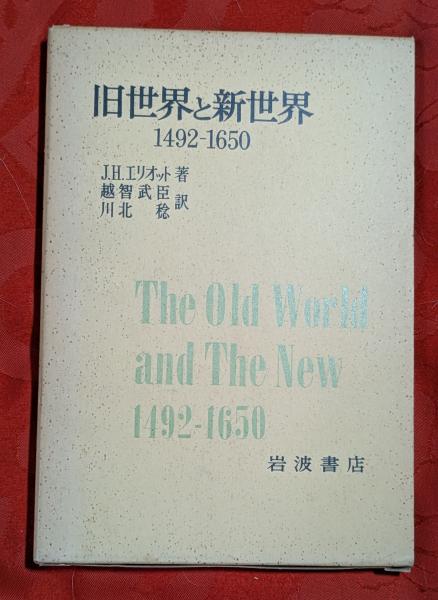 旧世界と新世界
1492-1650
J.H.エリオット 著
越智武臣
川北 稔 訳
The Old World
and The New
1492-1650
岩波書店